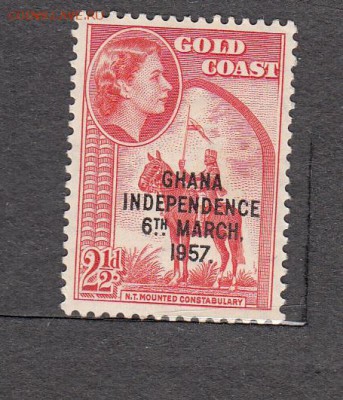 GOLD
COAST
GHANA
INDEPENDENCE
6TH MARCH,
1957.
2½d
N.T. MOUNTED CONSTABULARY